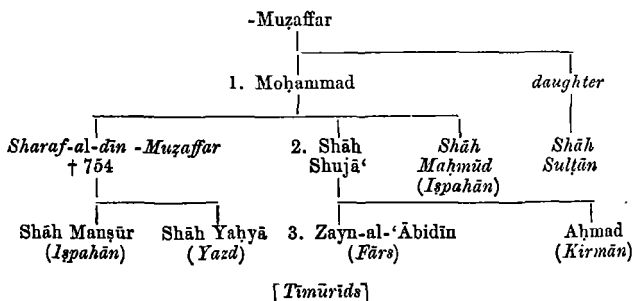 -Muẓaffar
1. Moḥammad daughter
Sharaf-al-dīn -Muẓaffar 2. Shāh Shāh Shāh
† 754 Shujā‘ Maḥmūd Sulṭān
(Iṣpahān)
Shāh Manṣūr Shāh Yaḥyā 3. Zayn-al-‘Ābidīn Aḥmad
(Iṣpahān) (Yazd) (Fārs) (Kirmān)
[Tīmūrids]